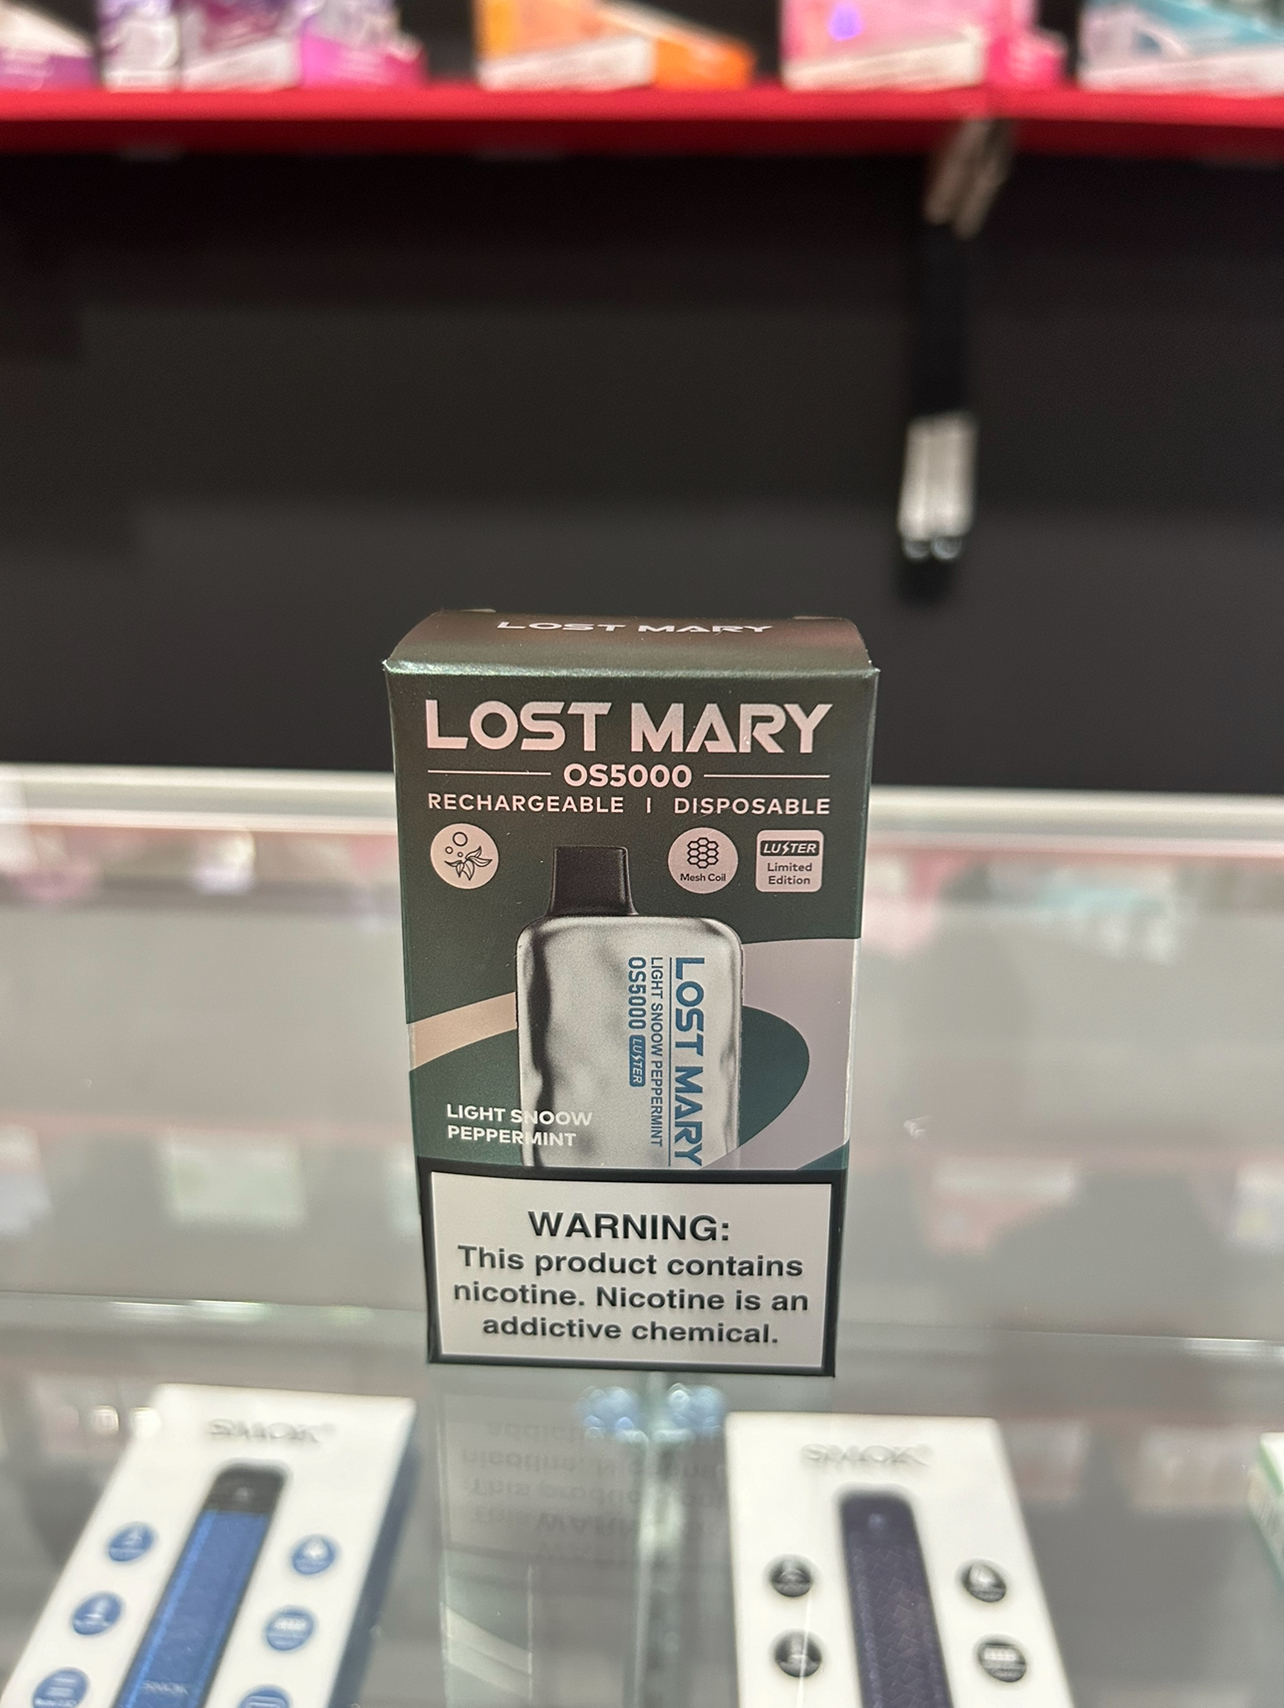 LOST MARY
LOST MARY
OS5000
RECHARGEABLE | DISPOSABLE
Mesh Coil
LUSTER
Limited
Edition
LOST MARY
LIGHT SNOOW PEPPERMINT
OS5000 LUSTER
LIGHT SNOOW
PEPPERMINT
WARNING:
This product contains
nicotine. Nicotine is an
addictive chemical.
SMOK
SMOK
SMOK